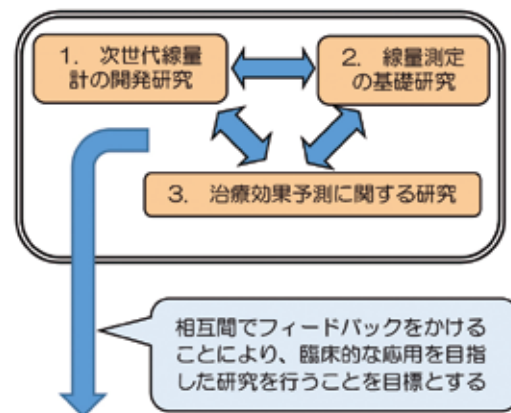 1. 次世代線量
計の開発研究
2. 線量測定
の基礎研究
3. 治療効果予測に関する研究
相互間でフィードバックをかける
ことにより、臨床的な応用を目指
した研究を行うことを目標とする